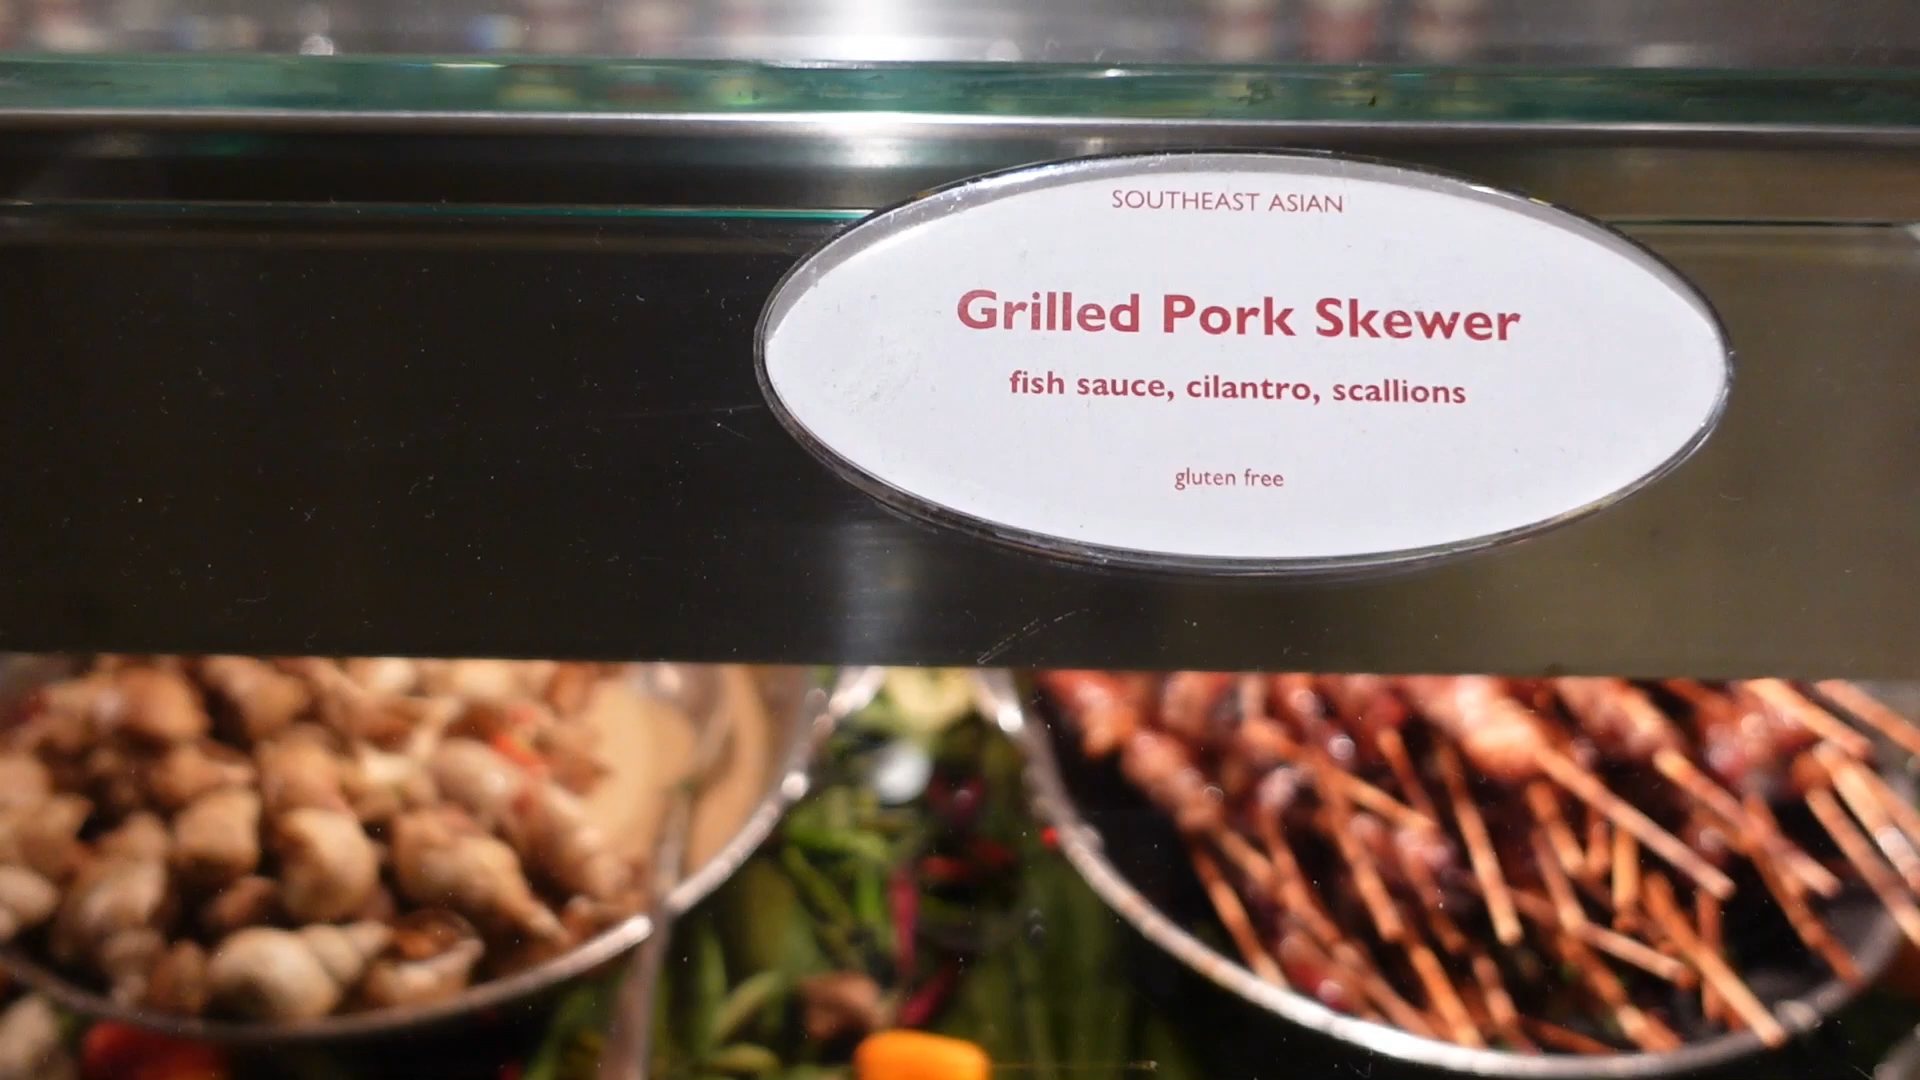 SOUTHEAST ASIAN
Grilled Pork Skewer
fish sauce, cilantro, scallions
gluten free